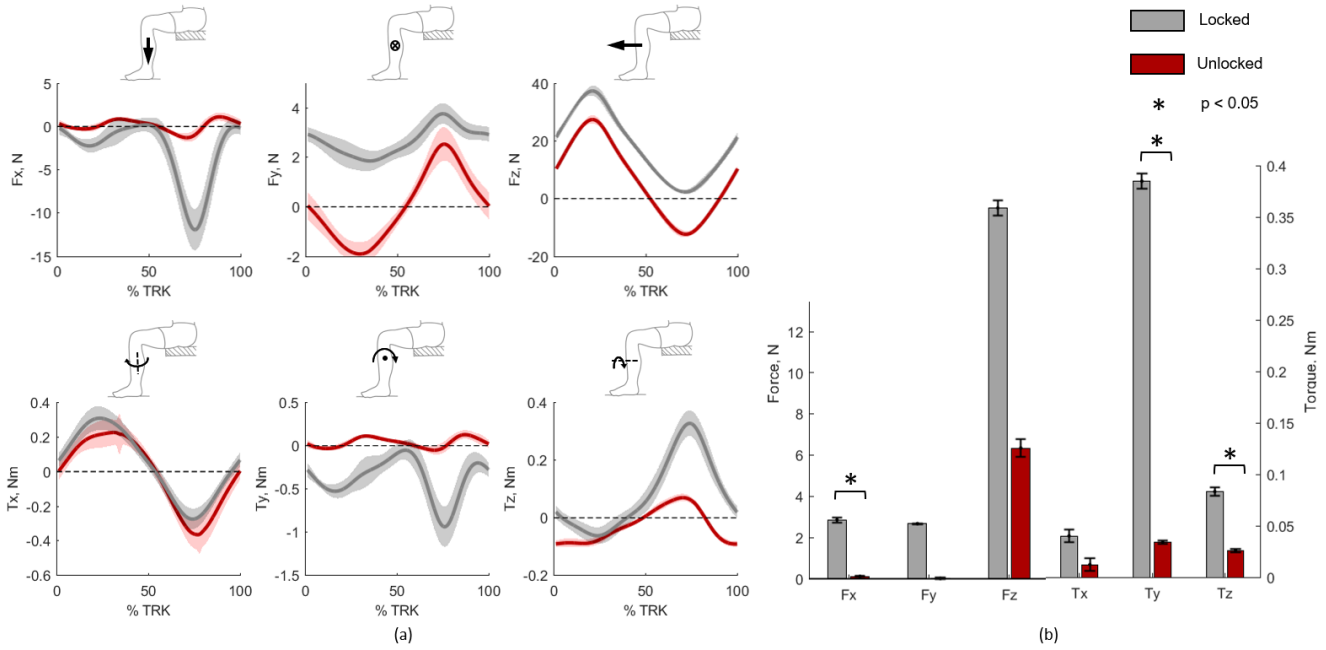 Locked
Unlocked
* p < 0.05
Fx, N
5
0
-5
-10
-15
0 50 100
% TRK
Fy, N
4
2
0
-2
0 50 100
% TRK
Fz, N
40
20
0
-20
0 50 100
% TRK
Tx, Nm
0.4
0.2
0
-0.2
-0.4
-0.6
0 50 100
% TRK
Ty, Nm
0.5
0
-0.5
-1
-1.5
0 50 100
% TRK
Tz, Nm
0.4
0.2
0
-0.2
0 50 100
% TRK
(a)
Force, N
12
10
8
6
4
2
0
*
*
*
0.4
0.35
0.3
0.25
0.2
0.15
0.1
0.05
0
Torque, Nm
Fx Fy Fz Tx Ty Tz
(b)